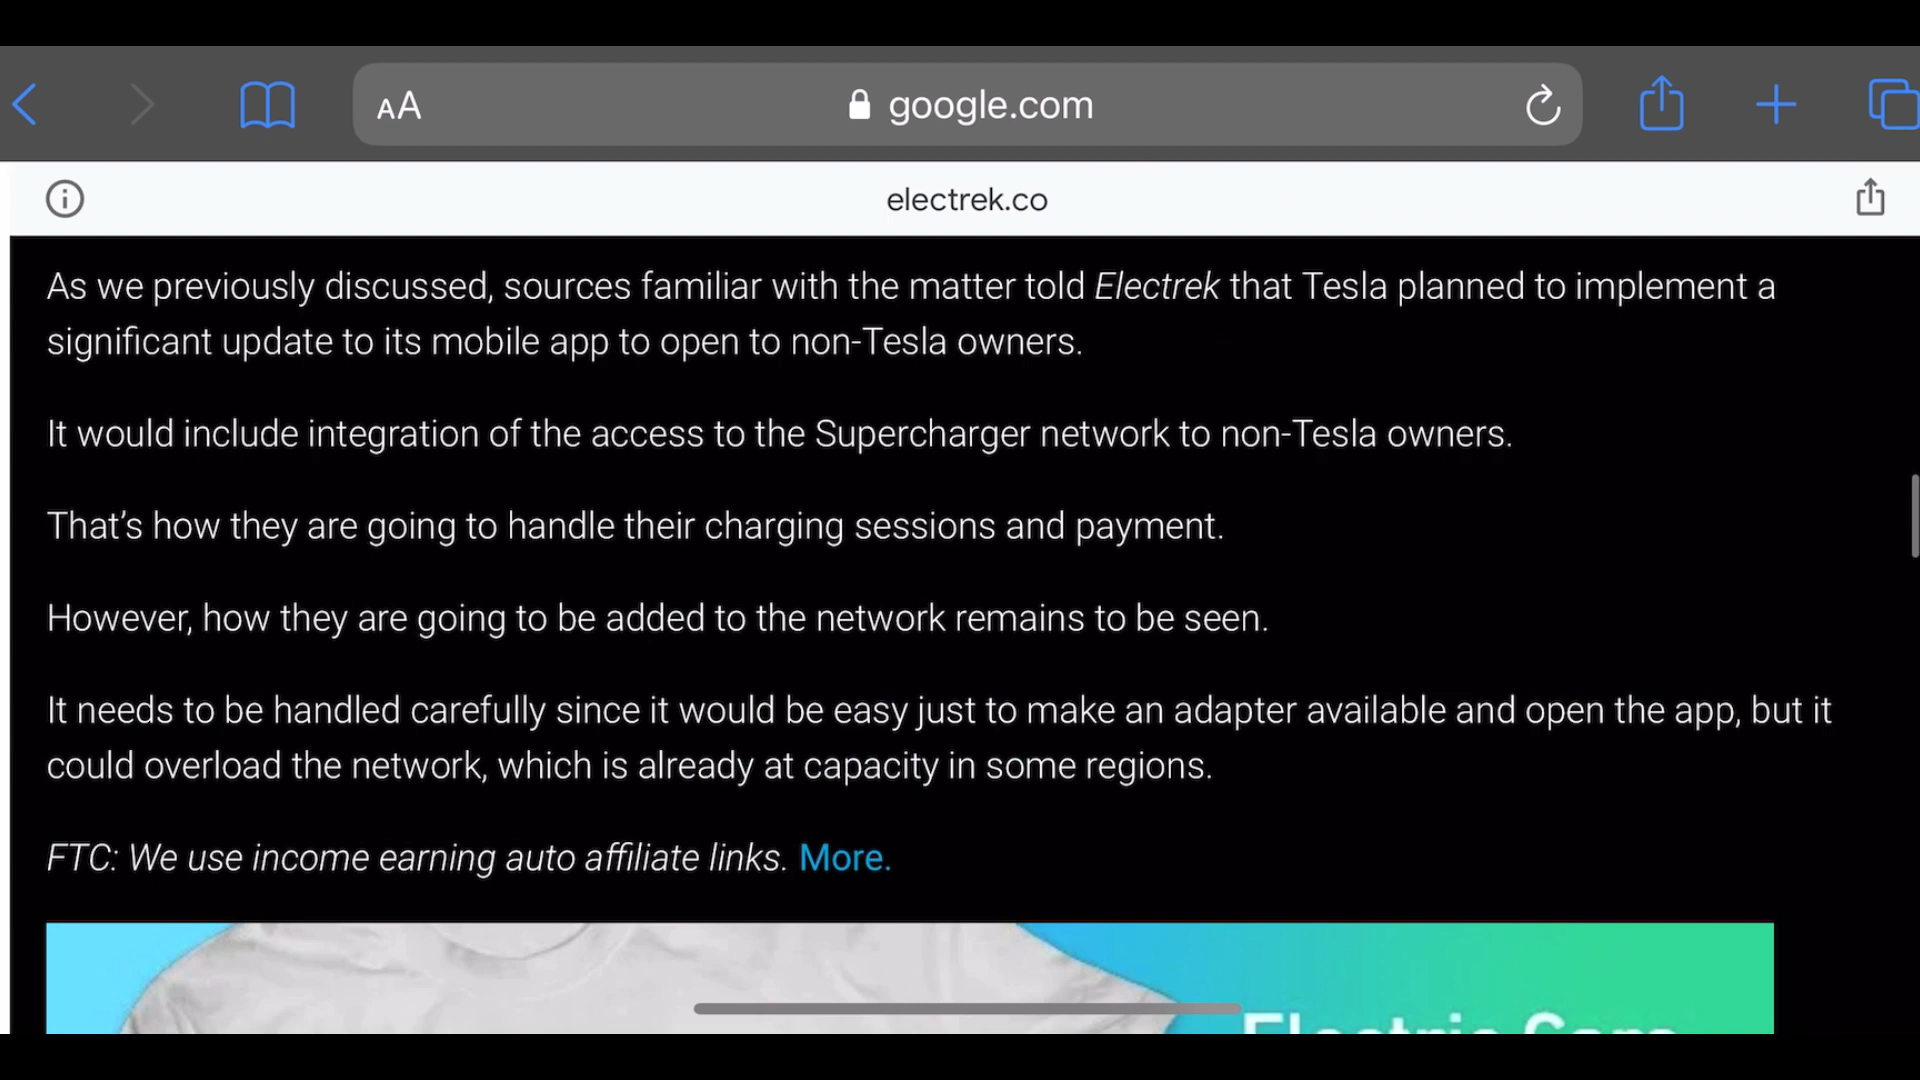 AA
google.com
electrek.co
As we previously discussed, sources familiar with the matter told Electrek that Tesla planned to implement a
significant update to its mobile app to open to non-Tesla owners.
It would include integration of the access to the Supercharger network to non-Tesla owners.
That’s how they are going to handle their charging sessions and payment.
However, how they are going to be added to the network remains to be seen.
It needs to be handled carefully since it would be easy just to make an adapter available and open the app, but it
could overload the network, which is already at capacity in some regions.
FTC: We use income earning auto affiliate links. More.
Electric Cars